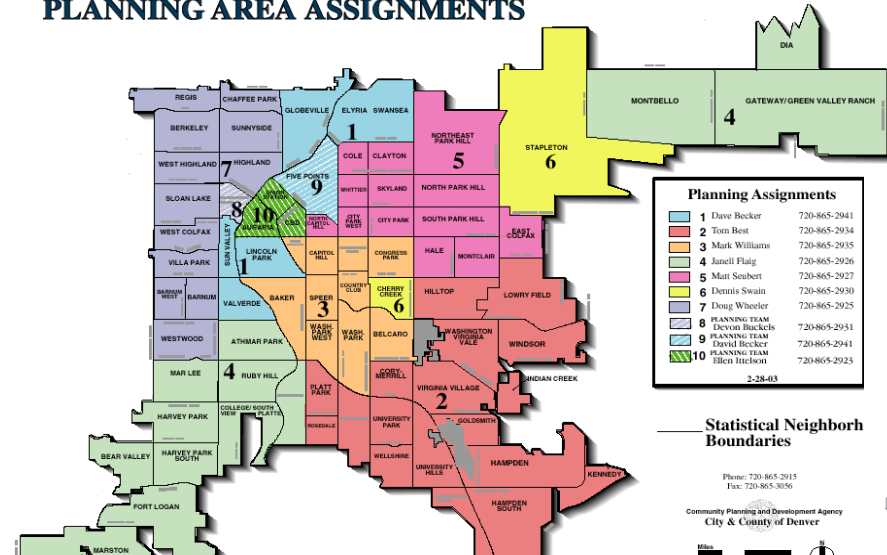 PLANNING AREA ASSIGNMENTS
DIA
REGIS
CHAFFEE PARK
GLOBEVILLE
ELYRIA SWANSEA
MONTBELLO
GATEWAY/GREEN VALLEY RANCH
4
BERKELEY
SUNNYSIDE
1
NORTHEAST
PARK HILL
STAPLETON
6
WEST HIGHLAND
HIGHLAND
7
COLE
CLAYTON
5
FIVE POINTS
9
WHITTIER
SKYLAND
NORTH PARK HILL
SLOAN LAKE
8
UNION
STATION
10
AURARIA
CBD
NORTH
CAPITOL
HILL
CITY
PARK
WEST
CITY PARK
SOUTH PARK HILL
EAST
COLFAX
WEST COLFAX
SUN VALLEY
LINCOLN
PARK
1
CAPITOL
HILL
CONGRESS
PARK
HALE
MONTCLAIR
VILLA PARK
BARNUM
WEST
BARNUM
VALVERDE
BAKER
SPEER
3
COUNTRY
CLUB
CHERRY
CREEK
6
HILLTOP
LOWRY FIELD
WESTWOOD
ATHMAR PARK
WASH.
PARK
WEST
WASH.
PARK
BELCARO
WASHINGTON
VIRGINIA
VALE
WINDSOR
MAR LEE
4
RUBY HILL
PLATT
PARK
CORY-
MERRILL
VIRGINIA VILLAGE
2
INDIAN CREEK
HARVEY PARK
COLLEGE/ SOUTH
VIEW PLATTE
ROSEDALE
UNIVERSITY
PARK
GOLDSMITH
BEAR VALLEY
HARVEY PARK
SOUTH
WELLSHIRE
UNIVERSITY
HILLS
HAMPDEN
KENNEDY
FORT LOGAN
HAMPDEN
SOUTH
MARSTON
Planning Assignments
1 Dave Becker 720-865-2941
2 Tom Best 720-865-2934
3 Mark Williams 720-865-2935
4 Janell Flaig 720-865-2926
5 Matt Seubert 720-865-2927
6 Dennis Swain 720-865-2930
7 Doug Wheeler 720-865-2925
8 PLANNING TEAM
Devon Buckels 720-865-2931
9 PLANNING TEAM
David Becker 720-865-2941
10 PLANNING TEAM
Ellen Ittelson 720-865-2923
2-28-03
Statistical Neighborh
Boundaries
Phone: 720-865-2915
Fax: 720-865-3056
Community Planning and Development Agency
City & County of Denver
Miles
N